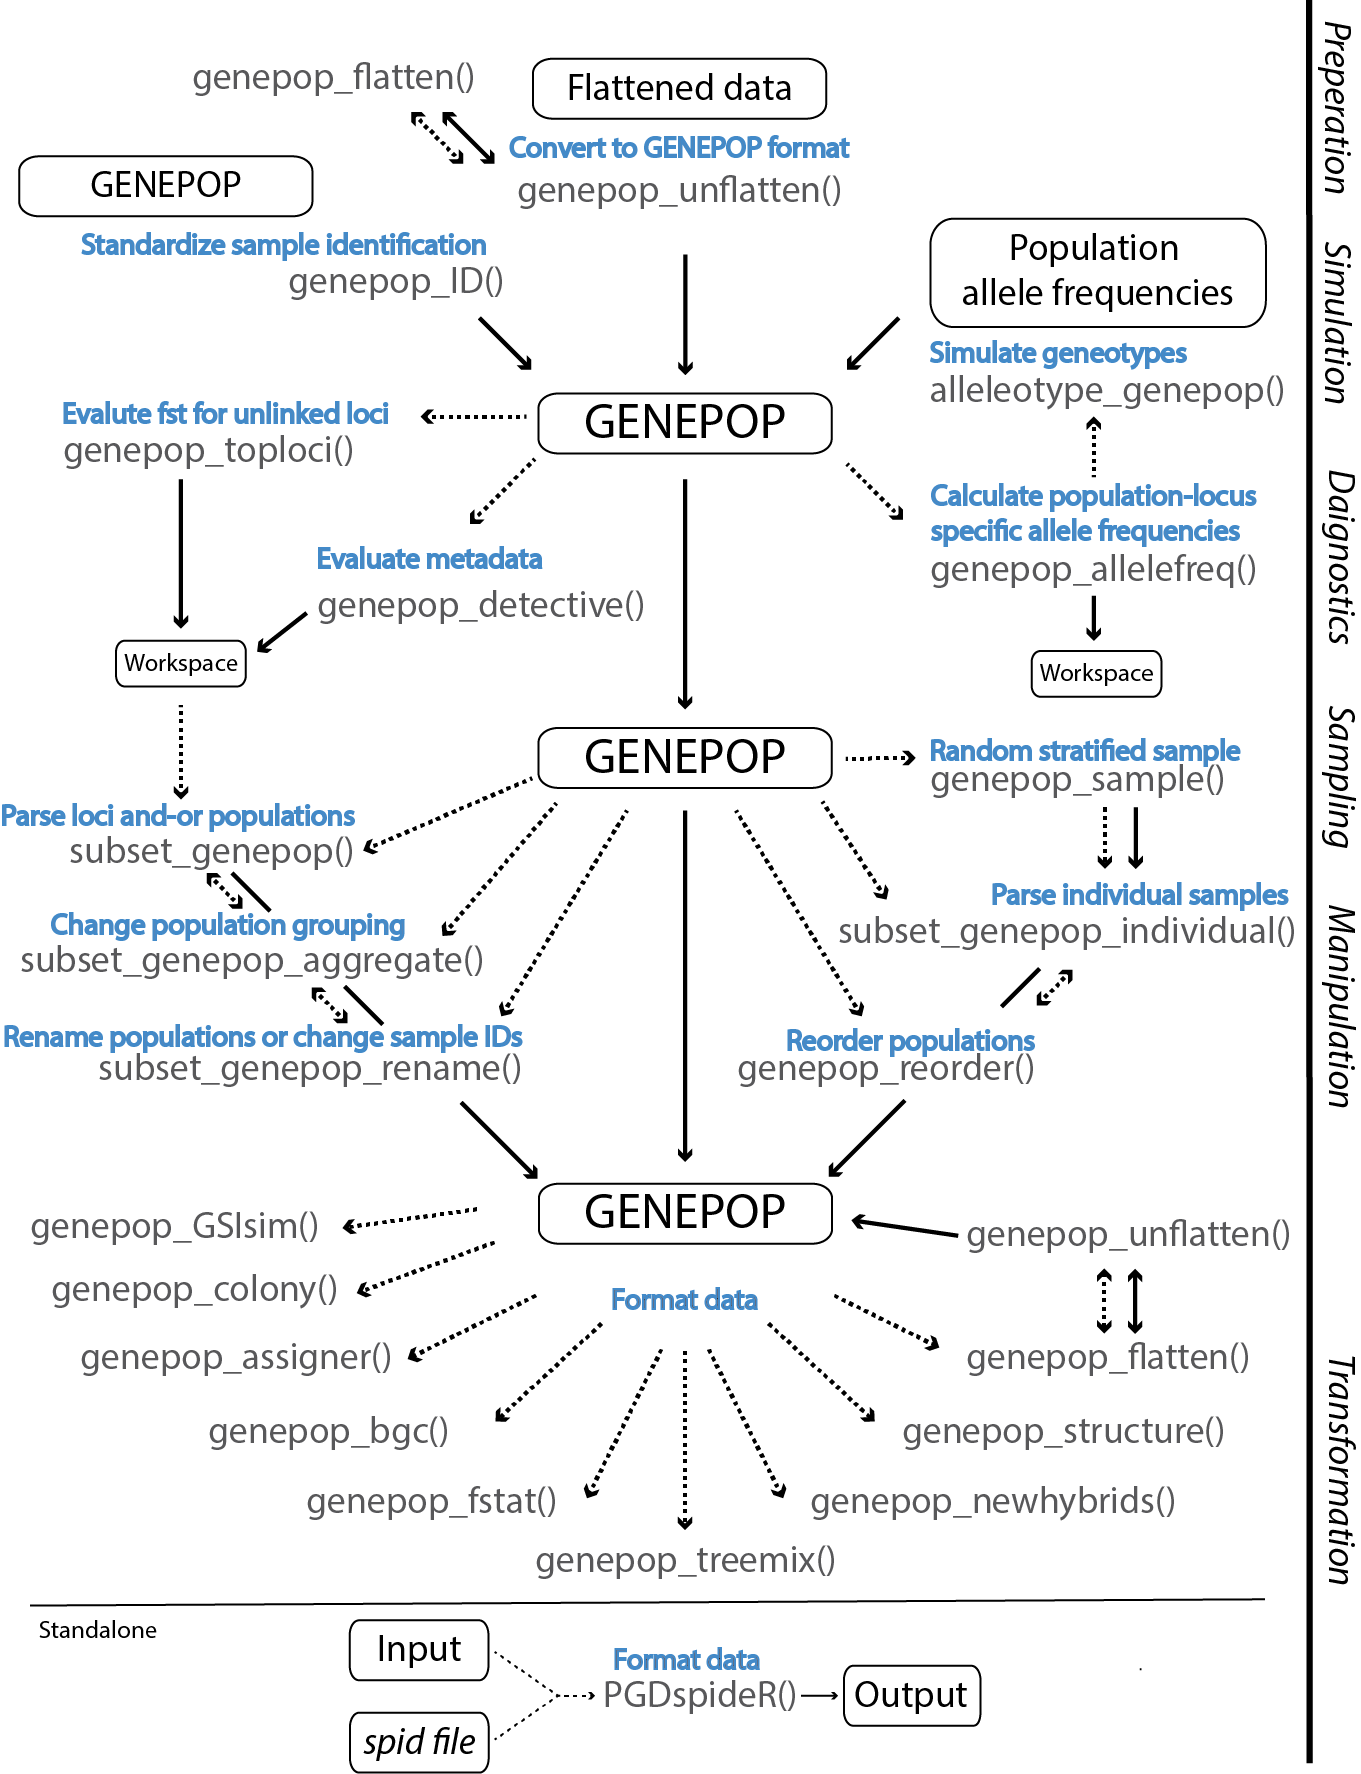 genepop_flatten()
Flattened data
Convert to GENEPOP format
genepop_unflatten()
GENEPOP
Standardize sample identification
genepop_ID()
Population
allele frequencies
Simulate geneotypes
alleleotype_genepop()
GENEPOP
Evalute fst for unlinked loci
genepop_toploci()
Calculate population-locus
specific allele frequencies
genepop_allelefreq()
Evaluate metadata
genepop_detective()
Workspace
Workspace
GENEPOP
Random stratified sample
genepop_sample()
Parse loci and-or populations
subset_genepop()
Parse individual samples
subset_genepop_individual()
Change population grouping
subset_genepop_aggregate()
Rename populations or change sample IDs
subset_genepop_rename()
Reorder populations
genepop_reorder()
GENEPOP
genepop_GSIsim()
genepop_unflatten()
genepop_colony()
Format data
genepop_assigner()
genepop_flatten()
genepop_bgc()
genepop_structure()
genepop_fstat()
genepop_newhybrids()
genepop_treemix()
Standalone
Input
spid file
Format data
PGDspideR()
Output
Preperation
Simulation
Daignostics
Sampling
Manipulation
Transformation